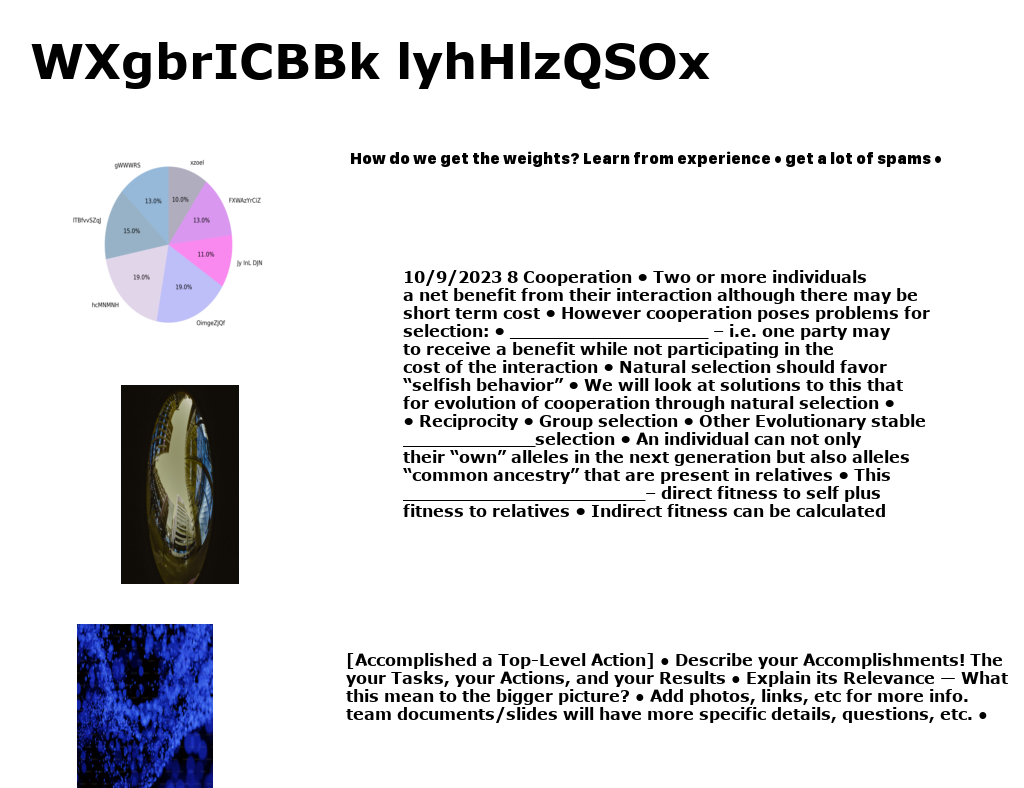 WXgbrICBBk lyhHlzQSOx
gWWWRS
xzoel
FXWAzYrCiZ
13.0%
10.0%
13.0%
ITBfvvSZqJ
15.0%
11.0%
Jy lnL DJN
19.0%
19.0%
hcMNMNH
OimgeZJQf
How do we get the weights? Learn from experience • get a lot of spams •
10/9/2023 8 Cooperation • Two or more individuals
a net benefit from their interaction although there may be
short term cost • However cooperation poses problems for
selection: • __________________ – i.e. one party may
to receive a benefit while not participating in the
cost of the interaction • Natural selection should favor
“selfish behavior” • We will look at solutions to this that
for evolution of cooperation through natural selection •
• Reciprocity • Group selection • Other Evolutionary stable
____________selection • An individual can not only
their “own” alleles in the next generation but also alleles
“common ancestry” that are present in relatives • This
______________________– direct fitness to self plus
fitness to relatives • Indirect fitness can be calculated
[Accomplished a Top-Level Action] • Describe your Accomplishments! The
your Tasks, your Actions, and your Results • Explain its Relevance — What
this mean to the bigger picture? • Add photos, links, etc for more info.
team documents/slides will have more specific details, questions, etc. •